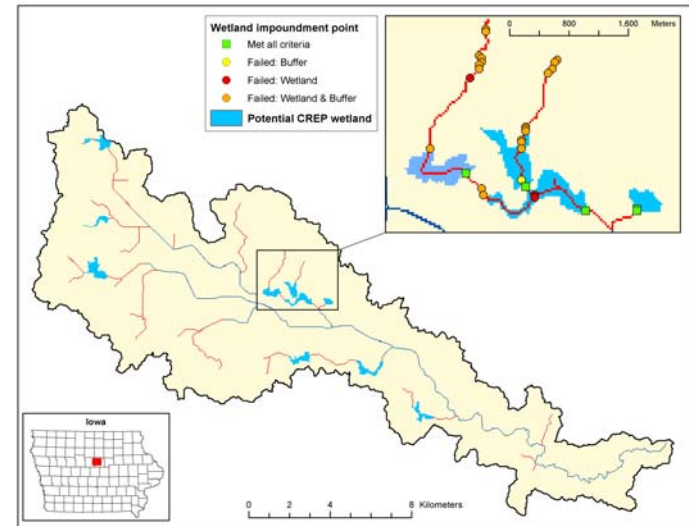 Wetland impoundment point
Met all criteria
Failed: Buffer
Failed: Wetland
Failed: Wetland & Buffer
Potential CREP wetland
0 800 1,600 Meters
Iowa
0 2 4 8 Kilometers